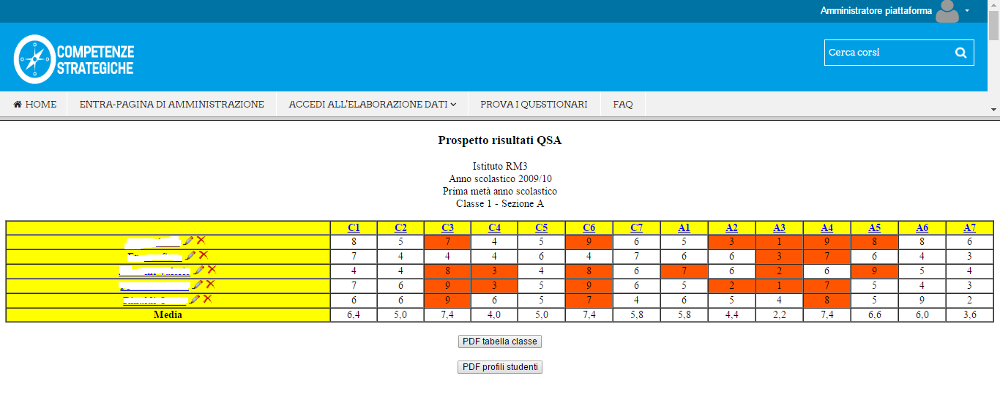 Amministratore piattaforma
COMPETENZE
STRATEGICHE
Cerca corsi
HOME ENTRA-PAGINA DI AMMINISTRAZIONE ACCEDI ALL'ELABORAZIONE DATI PROVA I QUESTIONARI FAQ
Prospetto risultati QSA
Istituto RM3
Anno scolastico 2009/10
Prima metà anno scolastico
Classe 1 - Sezione A
C1 C2 C3 C4 C5 C6 C7 A1 A2 A3 A4 A5 A6 A7
8 5 7 4 5 9 6 5 3 1 9 8 8 6
7 4 4 4 6 4 7 6 6 3 7 6 4 3
4 4 8 3 4 8 6 7 6 2 6 9 5 4
7 6 9 3 5 9 6 5 2 1 7 5 4 3
6 6 9 6 5 7 4 6 5 4 8 5 9 2
Media 6,4 5,0 7,4 4,0 5,0 7,4 5,8 5,8 4,4 2,2 7,4 6,6 6,0 3,6
PDF tabella classe
PDF profili studenti